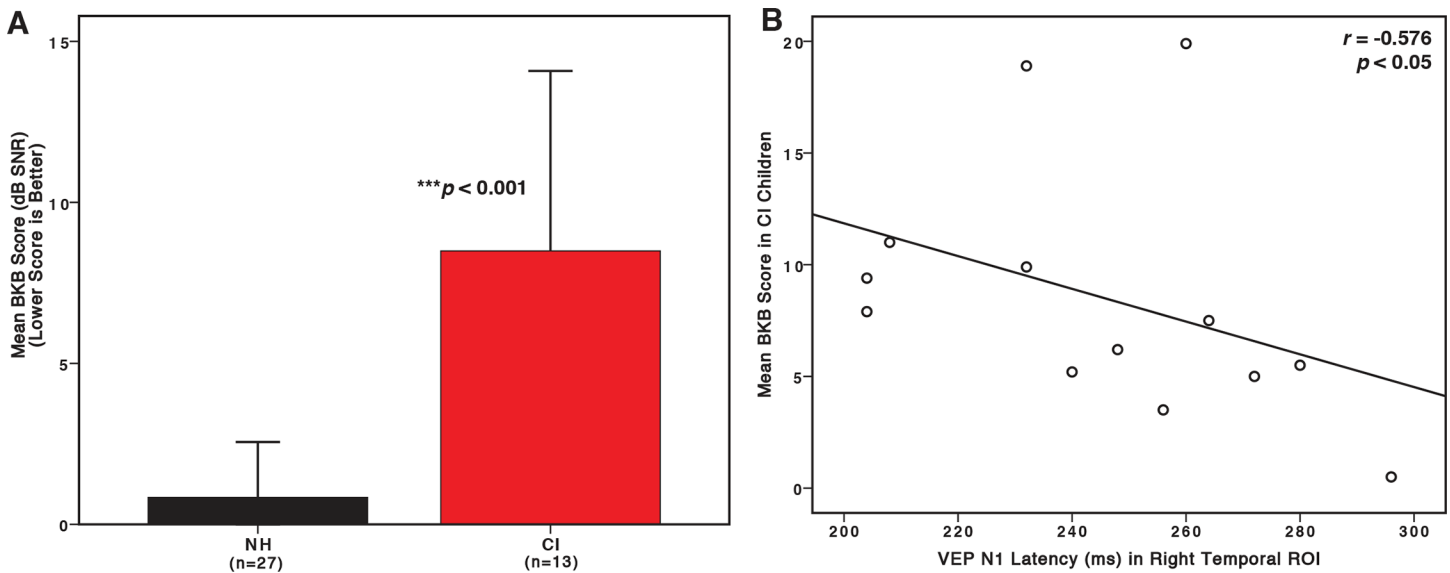 A
Mean BKB Score (dB SNR)
(Lower Score is Better)
15
10
5
0
***p < 0.001
NH
(n=27)
CI
(n=13)
B
Mean BKB Score in CI Children
20
15
10
5
0
r = -0.576
p < 0.05
200 220 240 260 280 300
VEP N1 Latency (ms) in Right Temporal ROI